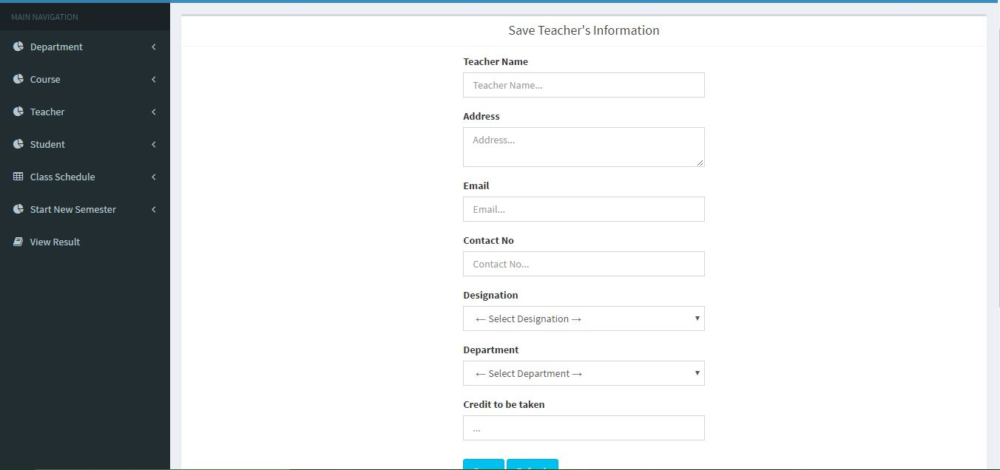 MAIN NAVIGATION
Department
Course
Teacher
Student
Class Schedule
Start New Semester
View Result
Save Teacher's Information
Teacher Name
Teacher Name...
Address
Address...
Email
Email...
Contact No
Contact No...
Designation
← Select Designation →
Department
← Select Department →
Credit to be taken
...